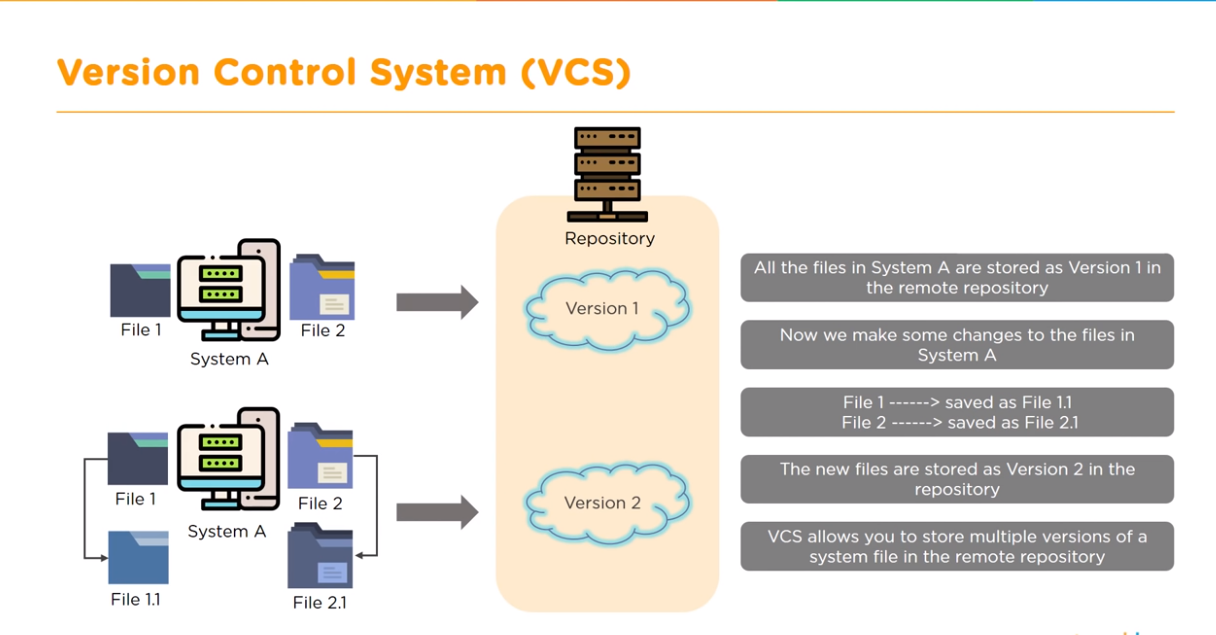 Version Control System (VCS)
Repository
File 1
File 2
System A
Version 1
File 1
File 2
System A
File 1.1
File 2.1
Version 2
All the files in System A are stored as Version 1 in
the remote repository
Now we make some changes to the files in
System A
File 1 ------> saved as File 1.1
File 2 ------> saved as File 2.1
The new files are stored as Version 2 in the
repository
VCS allows you to store multiple versions of a
system file in the remote repository